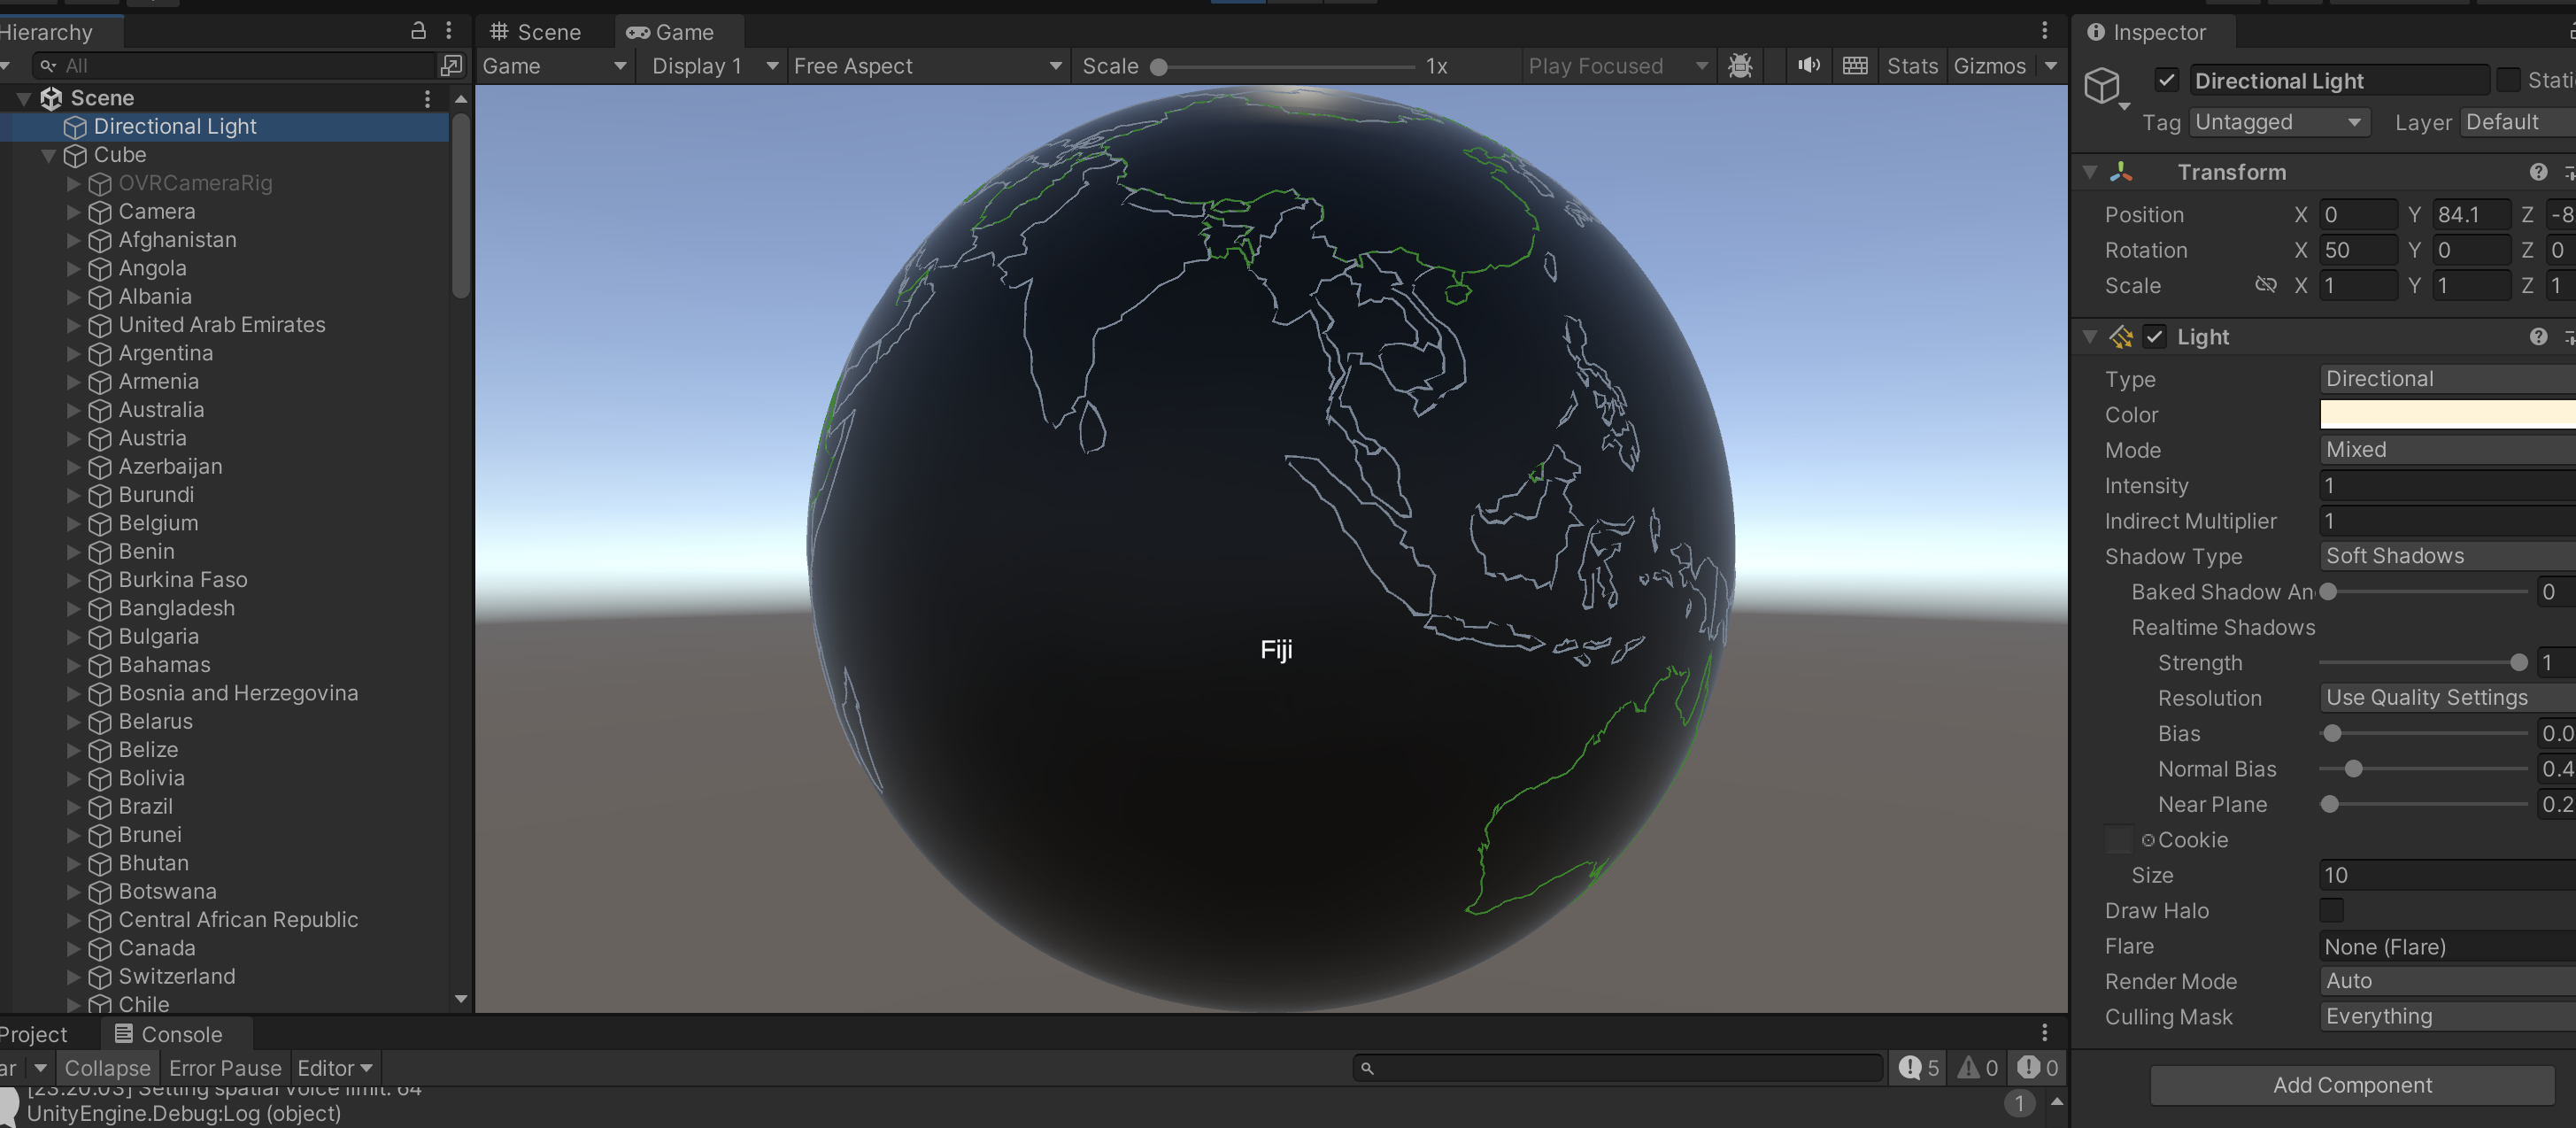 Hierarchy
All
Scene
Directional Light
Cube
OVRCameraRig
Camera
Afghanistan
Angola
Albania
United Arab Emirates
Argentina
Armenia
Australia
Austria
Azerbaijan
Burundi
Belgium
Benin
Burkina Faso
Bangladesh
Bulgaria
Bahamas
Bosnia and Herzegovina
Belarus
Belize
Bolivia
Brazil
Brunei
Bhutan
Botswana
Central African Republic
Canada
Switzerland
Chile
Scene Game
Game Display 1 Free Aspect Scale 1x Play Focused Stats Gizmos
Fiji
Inspector
Directional Light Stati
Tag Untagged Layer Default
Transform
Position X 0 Y 84.1 Z -8
Rotation X 50 Y 0 Z 0
Scale X 1 Y 1 Z 1
Light
Type Directional
Color
Mode Mixed
Intensity 1
Indirect Multiplier 1
Shadow Type Soft Shadows
Baked Shadow An 0
Realtime Shadows
Strength 1
Resolution Use Quality Settings
Bias 0.0
Normal Bias 0.4
Near Plane 0.2
Cookie
Size 10
Draw Halo
Flare None (Flare)
Render Mode Auto
Culling Mask Everything
Add Component
Project Console
ar Collapse Error Pause Editor 5 0 0
[23:20:03] Setting spatial voice limit: 64
UnityEngine.Debug:Log (object) 1